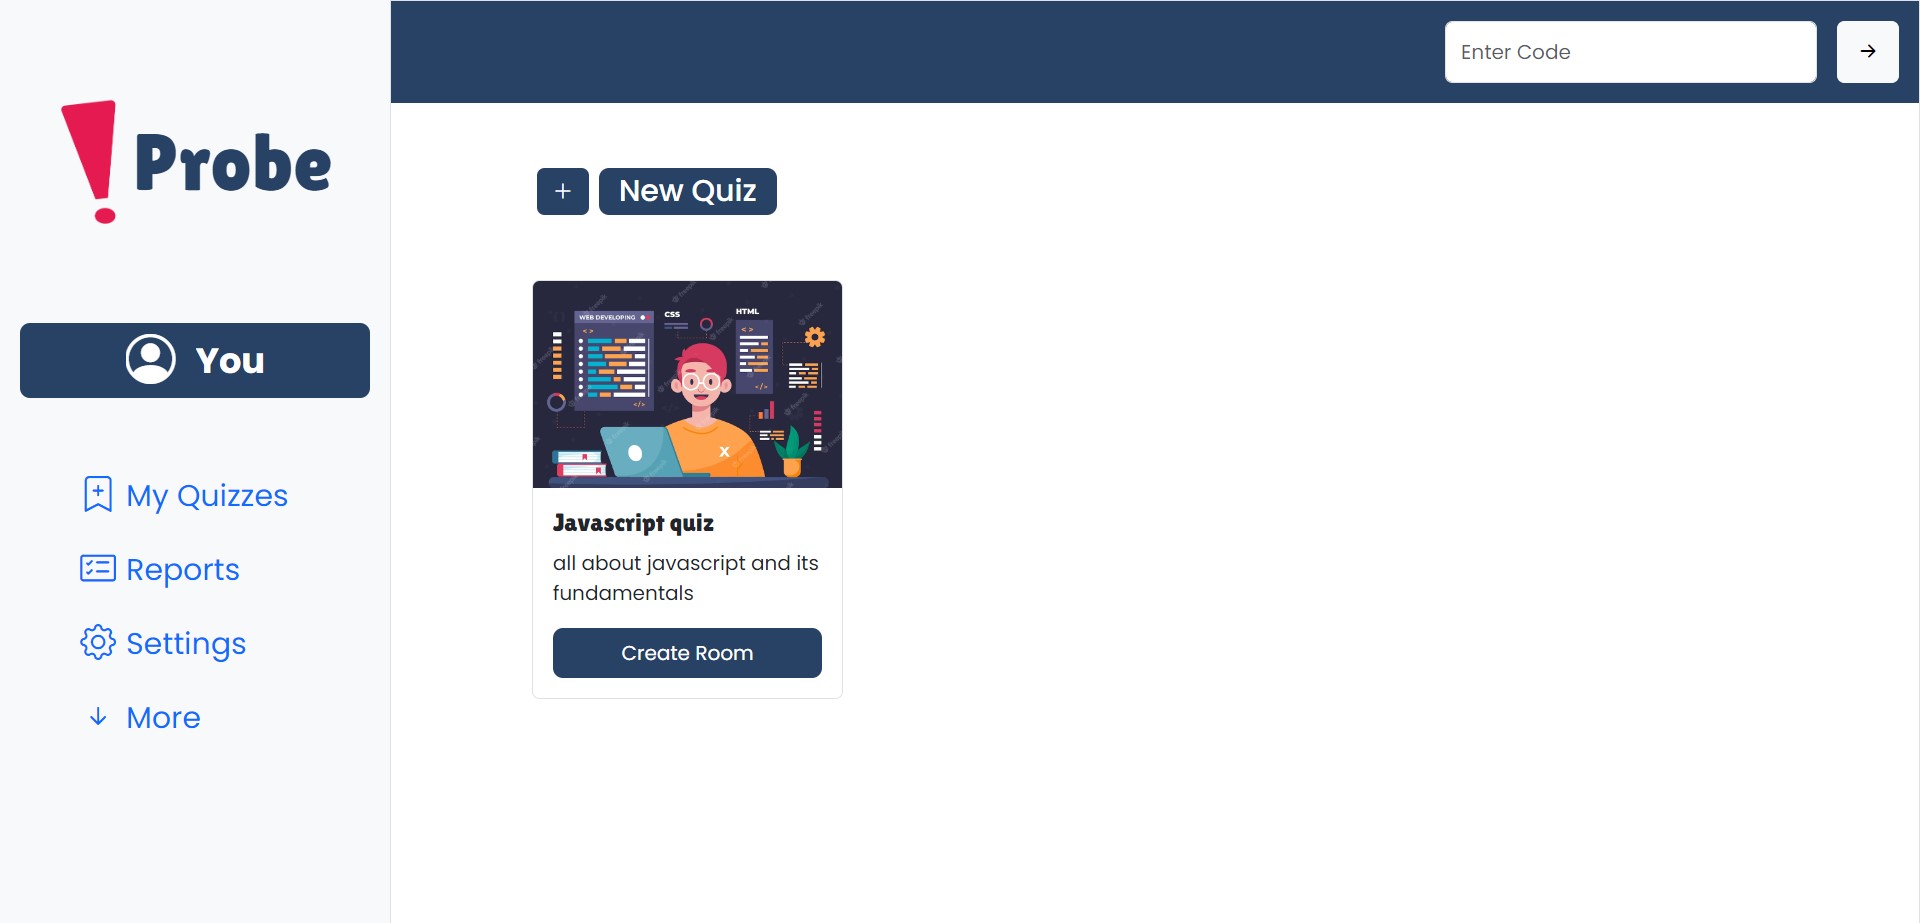 Enter Code
Probe
New Quiz
You
WEB DEVELOPING
CSS
HTML
< >
< >
</>
</>
X
My Quizzes
Reports
Settings
More
Javascript quiz
all about javascript and its
fundamentals
Create Room